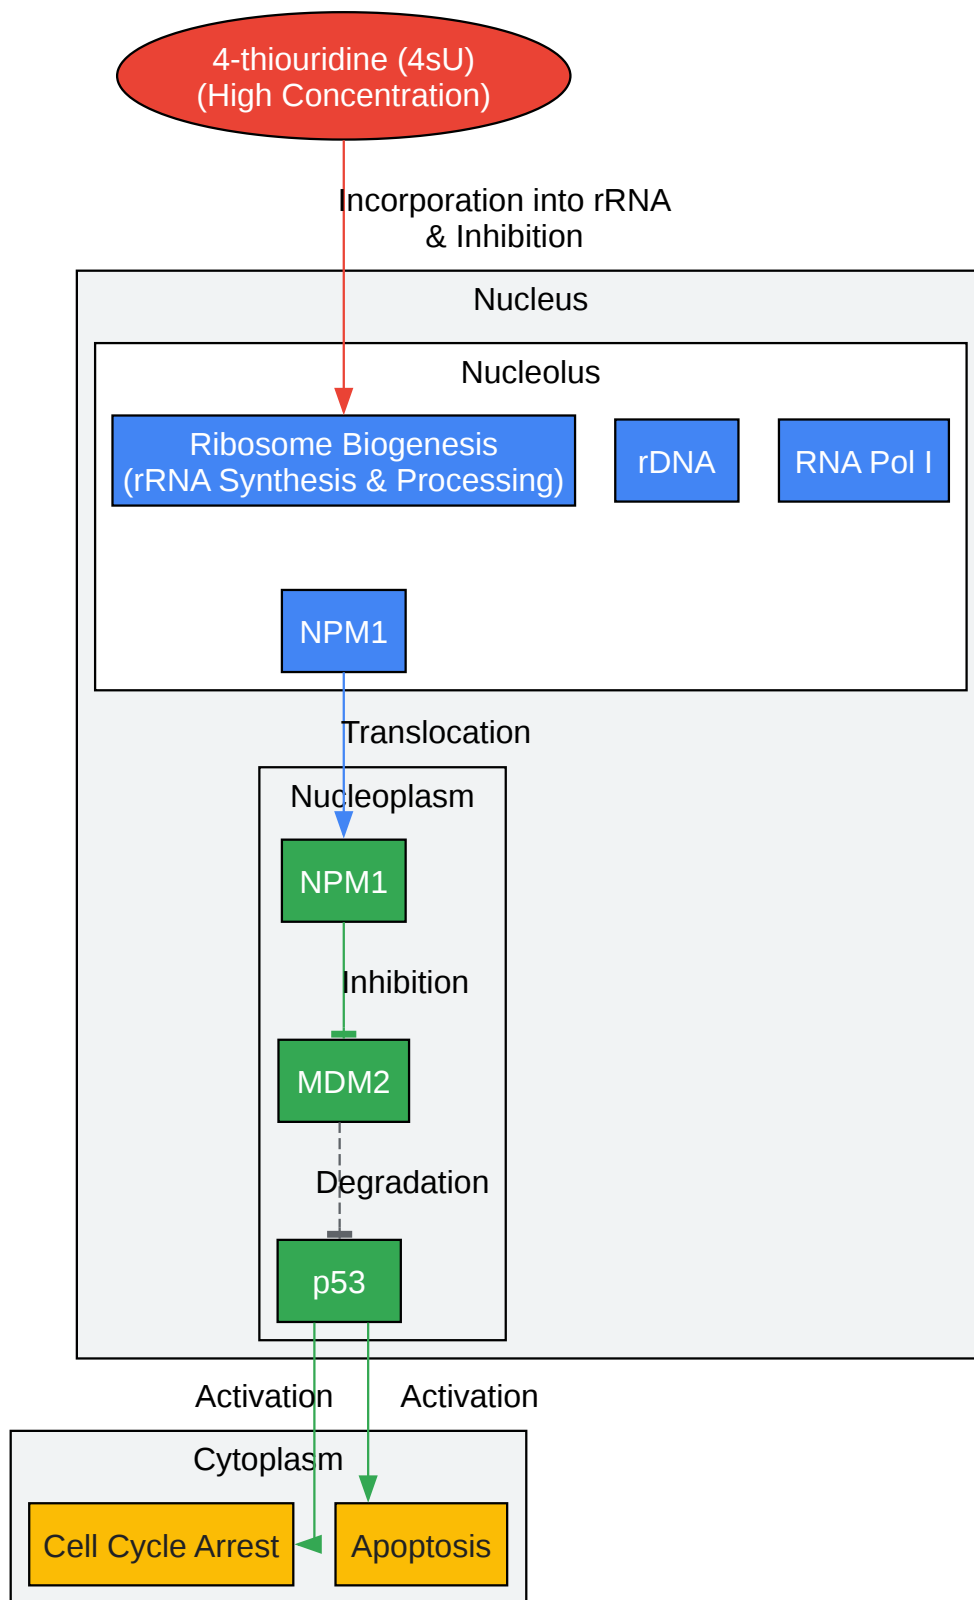 4-thiouridine (4sU)
(High Concentration)
Incorporation into rRNA
& Inhibition
Nucleus
Nucleolus
Ribosome Biogenesis
(rRNA Synthesis & Processing)
rDNA
RNA Pol I
NPM1
Translocation
Nucleoplasm
NPM1
Inhibition
MDM2
Degradation
p53
Activation
Activation
Cytoplasm
Cell Cycle Arrest
Apoptosis